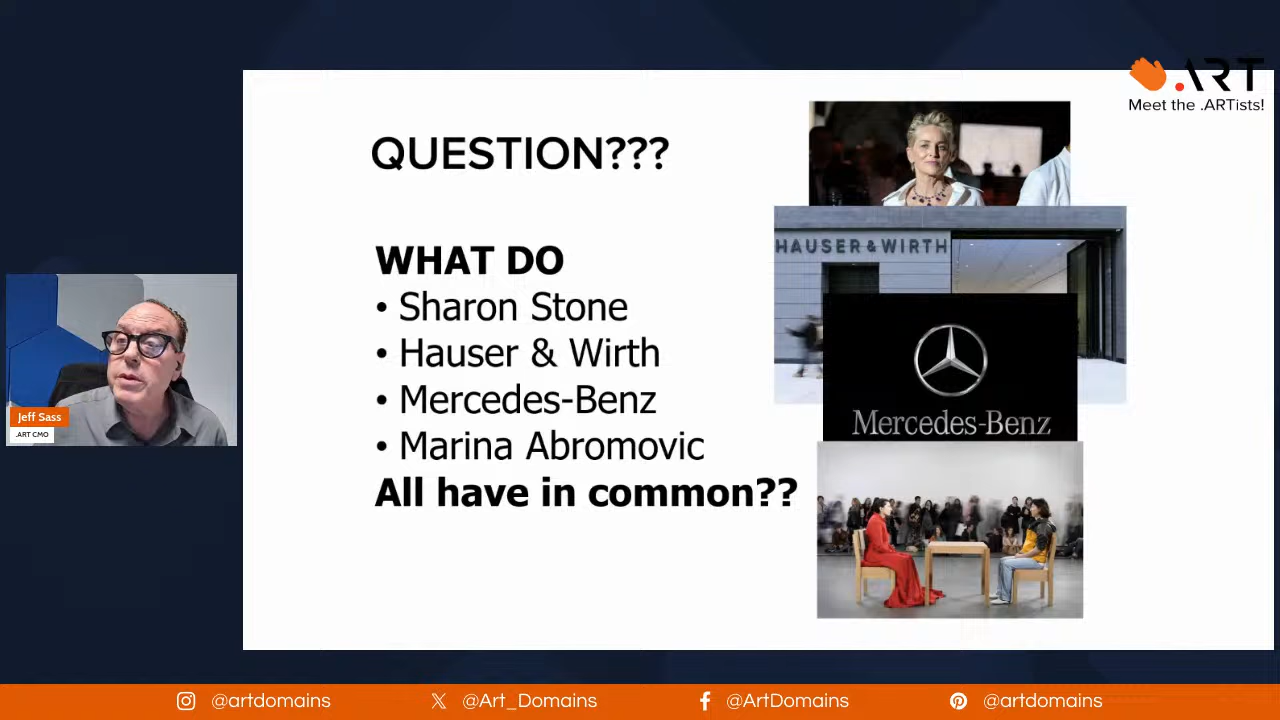 .ART
Meet the .ARTists!
QUESTION???
WHAT DO
• Sharon Stone
• Hauser & Wirth
• Mercedes-Benz
• Marina Abromovic
All have in common??
HAUSER & WIRTH
Mercedes-Benz
Jeff Sass
.ART CMO
@artdomains
@Art_Domains
@ArtDomains
@artdomains